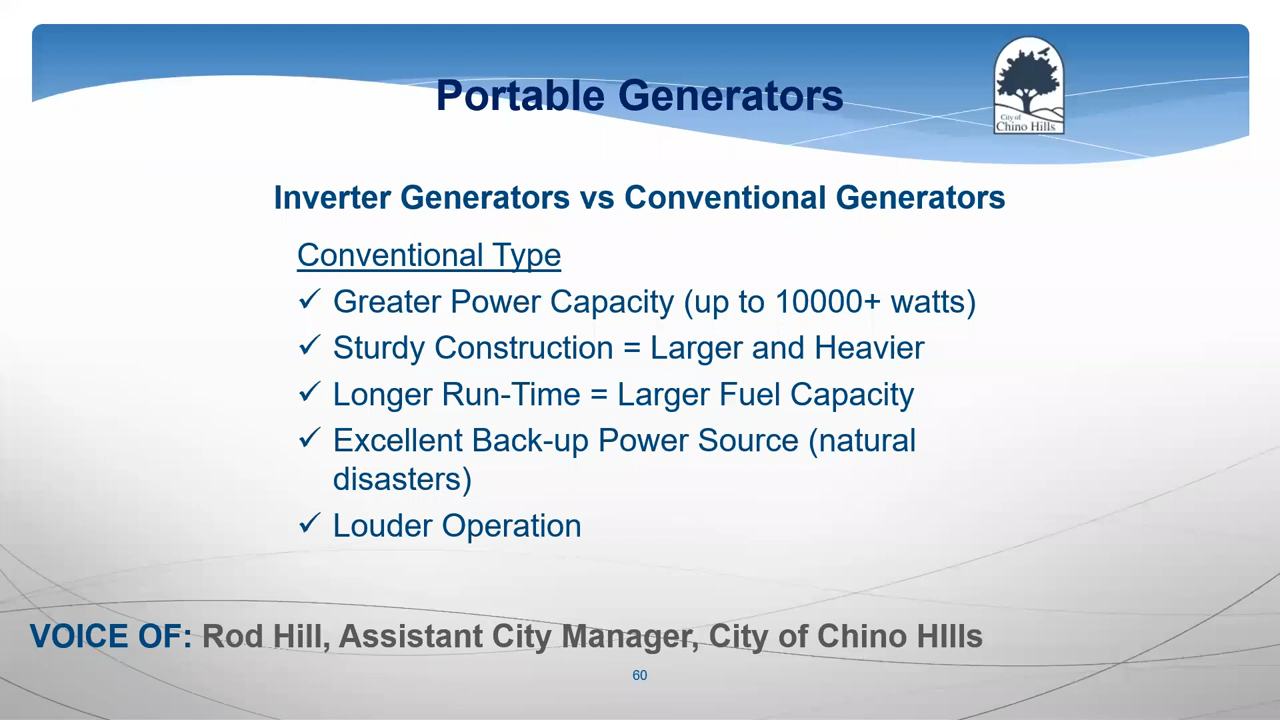 Portable Generators
City of
Chino Hills
Inverter Generators vs Conventional Generators
Conventional Type
✓ Greater Power Capacity (up to 10000+ watts)
✓ Sturdy Construction = Larger and Heavier
✓ Longer Run-Time = Larger Fuel Capacity
✓ Excellent Back-up Power Source (natural
disasters)
✓ Louder Operation
VOICE OF: Rod Hill, Assistant City Manager, City of Chino HIlls
60